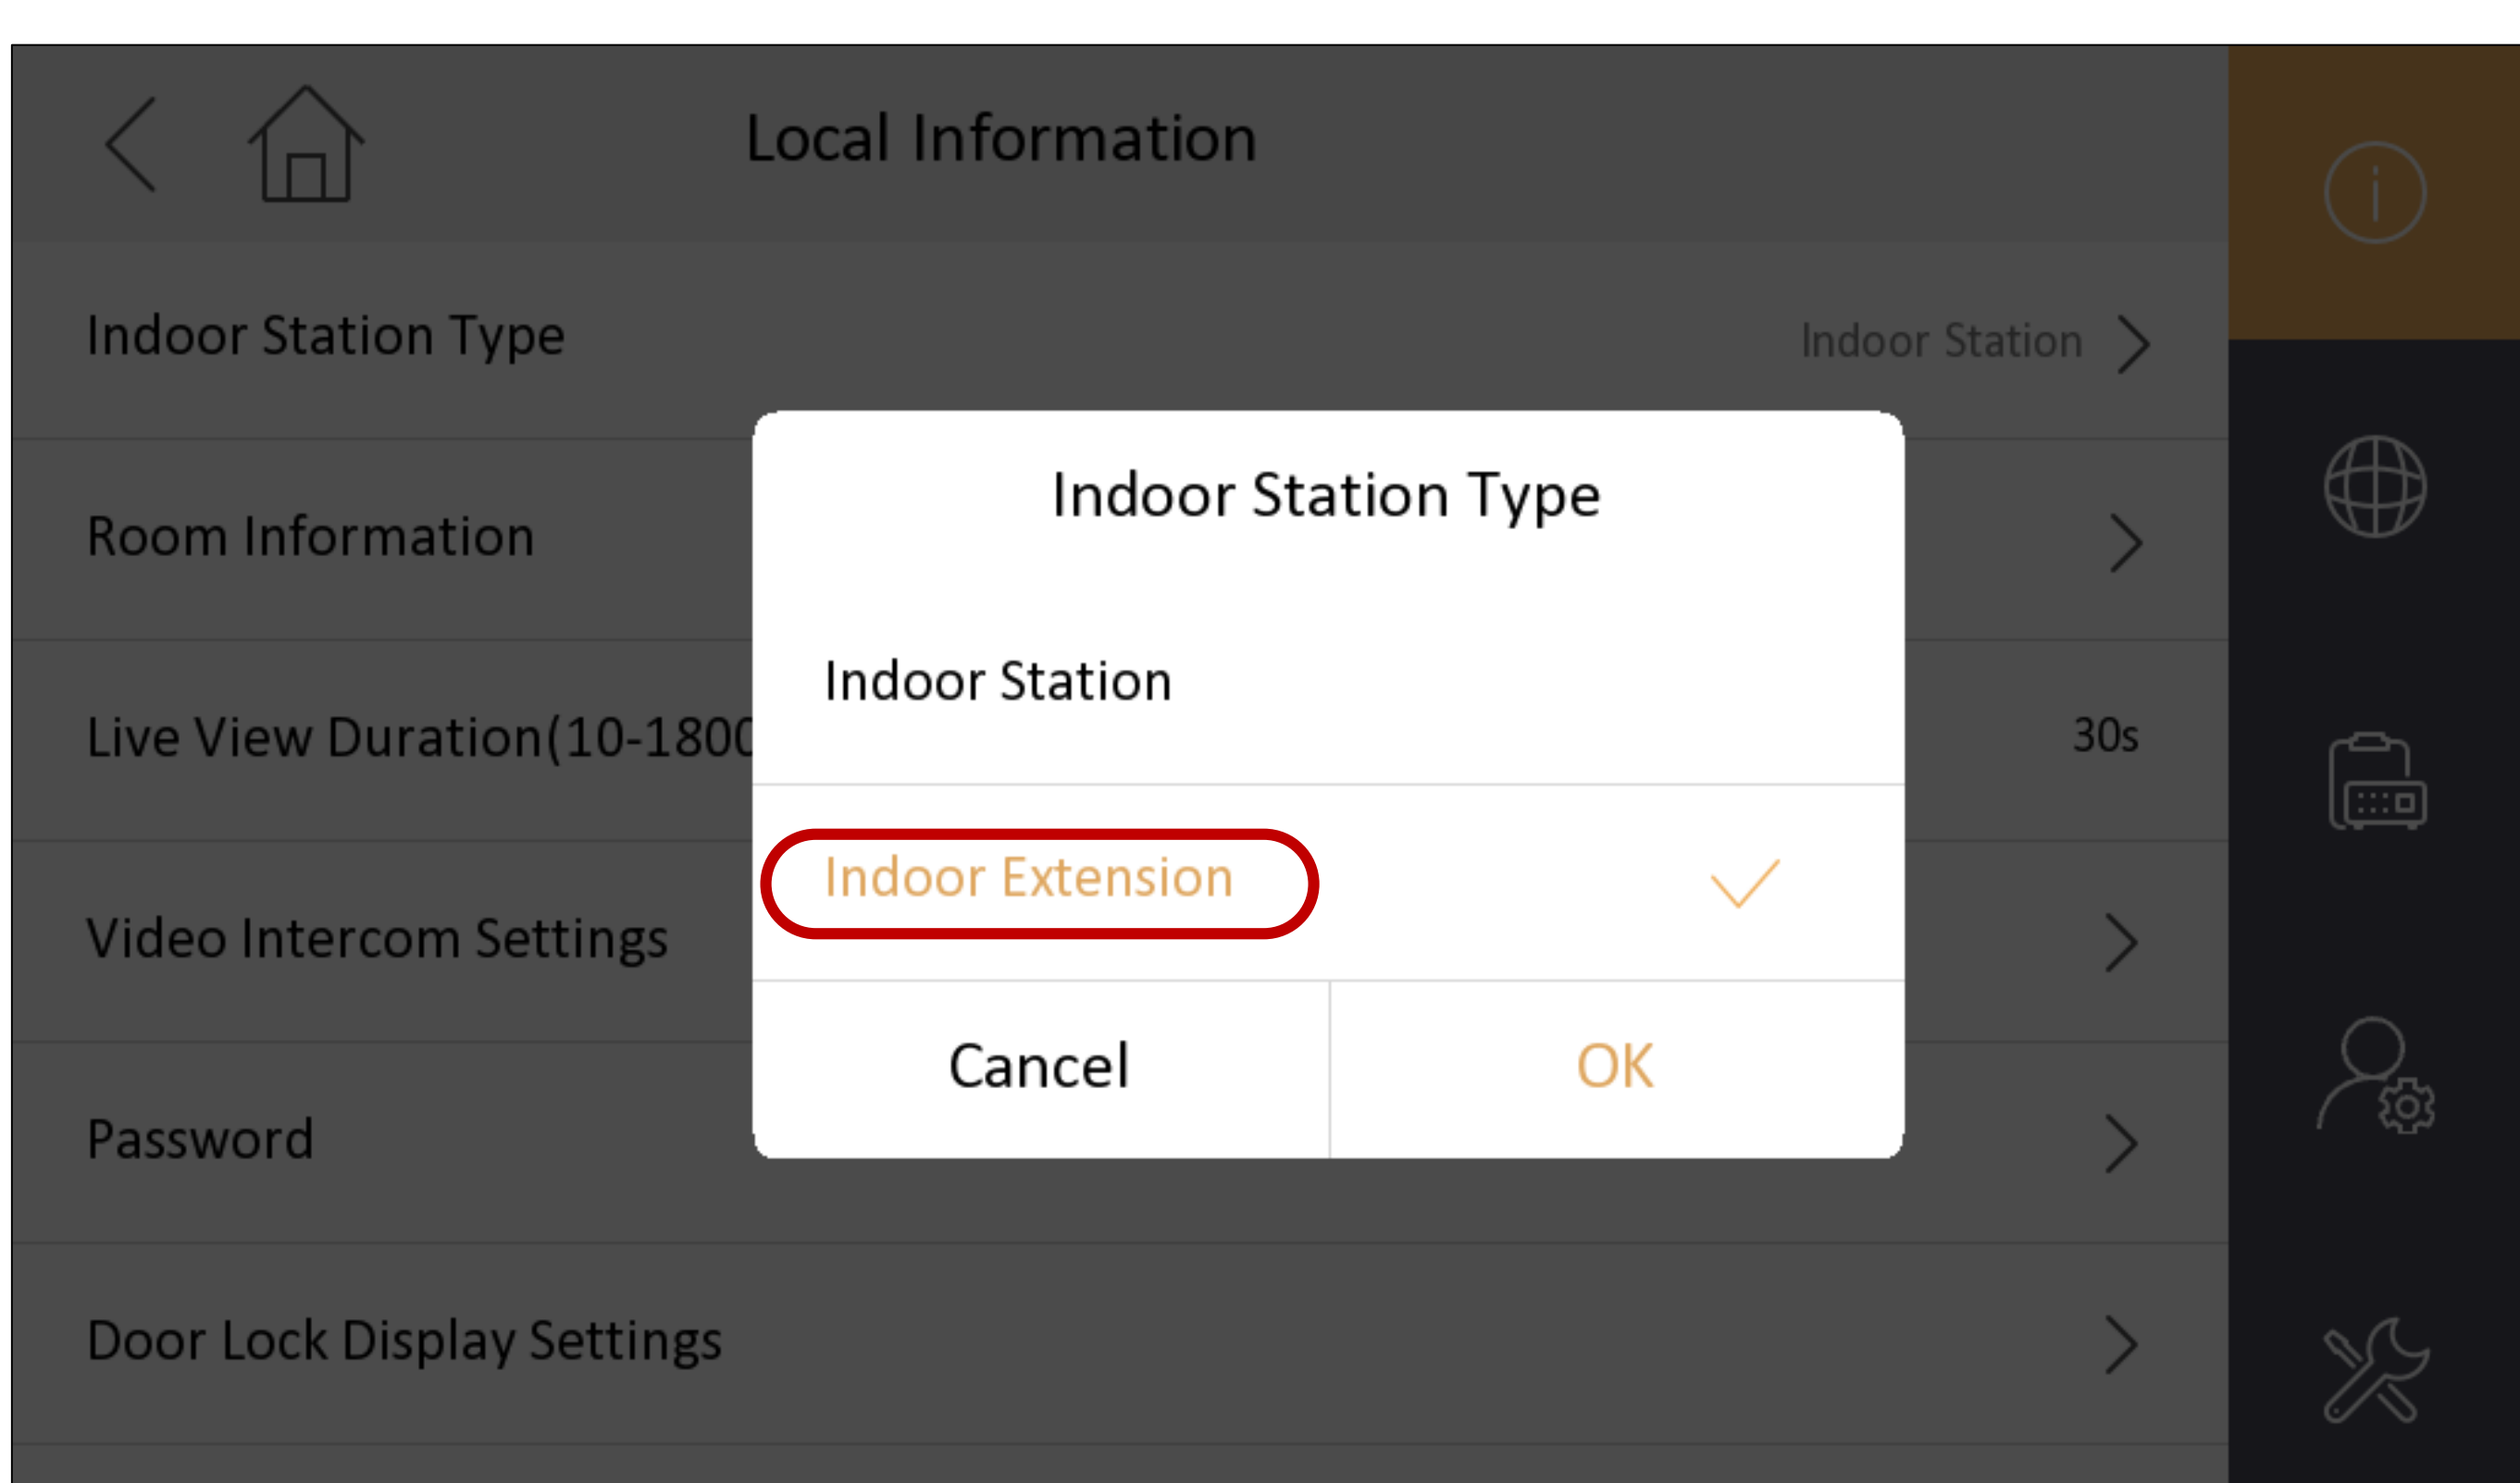 Local Information
Indoor Station Type
Indoor Station
Room Information
Live View Duration(10-1800
30s
Video Intercom Settings
Password
Door Lock Display Settings
Indoor Station Type
Indoor Station
Indoor Extension
Cancel
OK